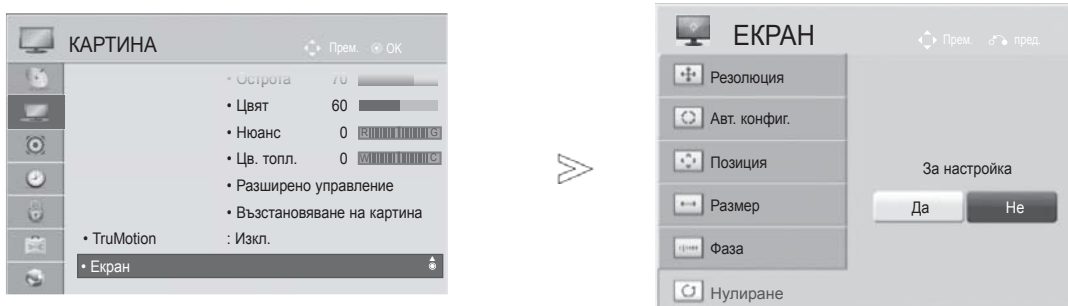 КАРТИНА
Прем. ОК
• Острота 70
• Цвят 60
• Нюанс 0 R G
• Цв. топл. 0 W C
• Разширено управление
• Възстановяване на картина
• TruMotion : Изкл.
• Екран
ЕКРАН
Прем. пред.
Резолюция
Авт. конфиг.
Позиция
Размер
Фаза
Нулиране
За настройка
Да Не